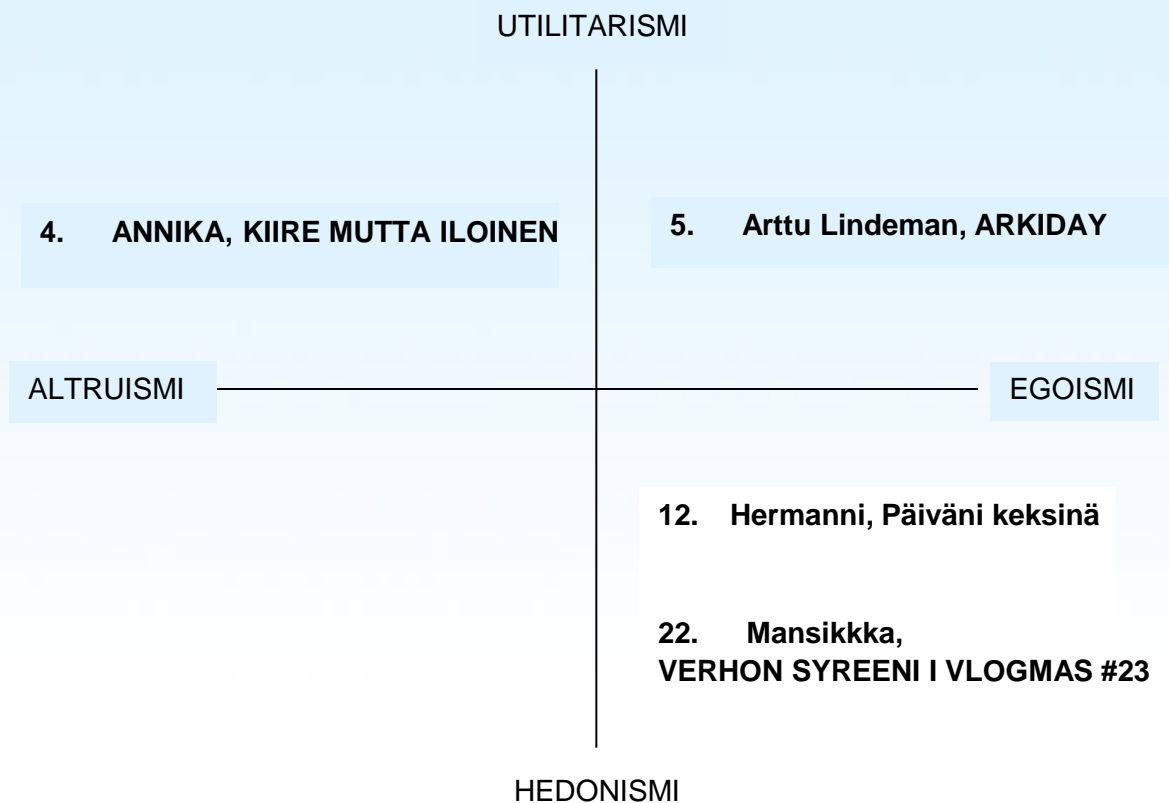 UTILITARISMI
4. ANNIKA, KIIRE MUTTA ILOINEN
5. Arttu Lindeman, ARKIDAY
ALTRUISMI
EGOISMI
12. Hermanni, Päiväni keksinä
22. Mansikkka,
VERHON SYREENI I VLOGMAS #23
HEDONISMI